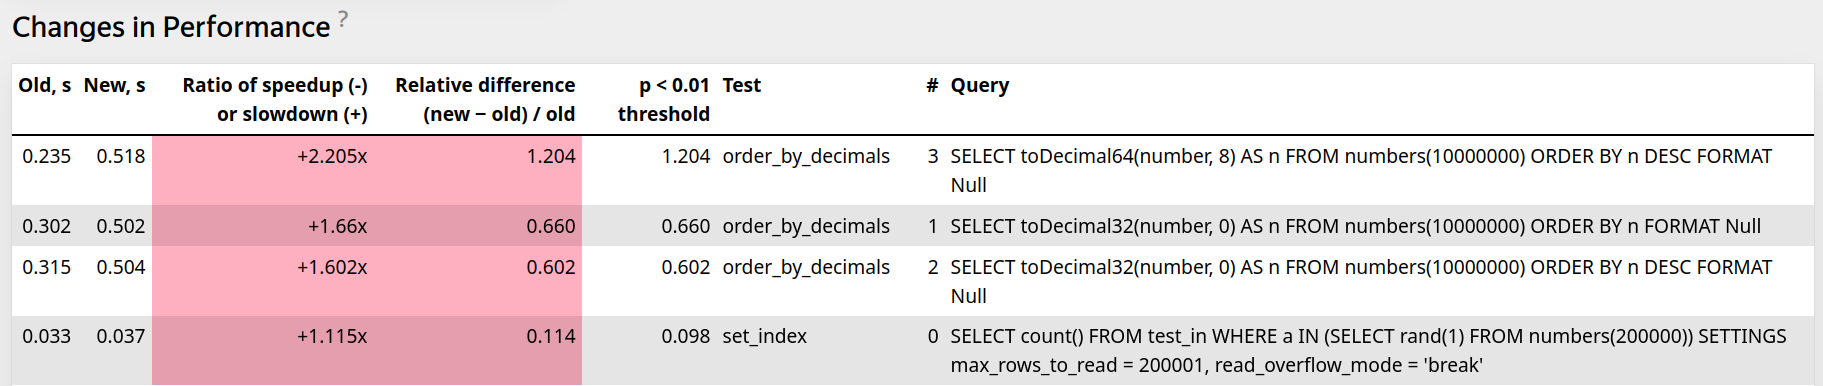 Changes in Performance ?
Old, s New, s Ratio of speedup (-) Relative difference p < 0.01 Test # Query
or slowdown (+) (new − old) / old threshold
0.235 0.518 +2.205x 1.204 1.204 order_by_decimals 3 SELECT toDecimal64(number, 8) AS n FROM numbers(10000000) ORDER BY n DESC FORMAT
Null
0.302 0.502 +1.66x 0.660 0.660 order_by_decimals 1 SELECT toDecimal32(number, 0) AS n FROM numbers(10000000) ORDER BY n FORMAT Null
0.315 0.504 +1.602x 0.602 0.602 order_by_decimals 2 SELECT toDecimal32(number, 0) AS n FROM numbers(10000000) ORDER BY n DESC FORMAT
Null
0.033 0.037 +1.115x 0.114 0.098 set_index 0 SELECT count() FROM test_in WHERE a IN (SELECT rand(1) FROM numbers(200000)) SETTINGS
max_rows_to_read = 200001, read_overflow_mode = 'break'